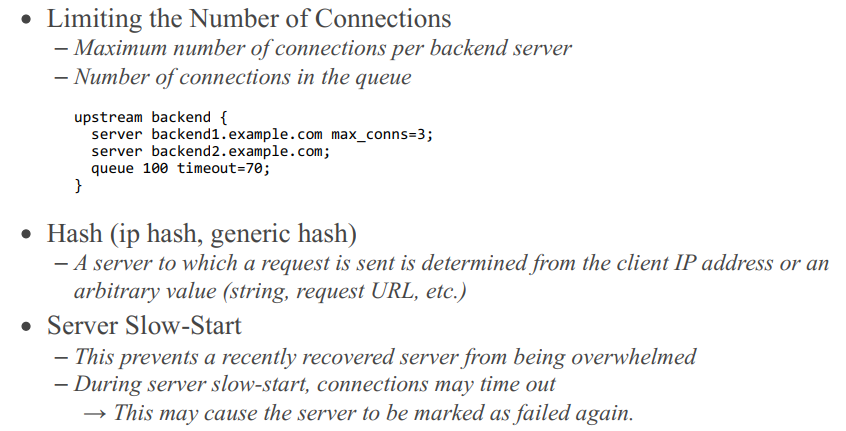 • Limiting the Number of Connections
– Maximum number of connections per backend server
– Number of connections in the queue
upstream backend {
server backend1.example.com max_conns=3;
server backend2.example.com;
queue 100 timeout=70;
}
• Hash (ip hash, generic hash)
– A server to which a request is sent is determined from the client IP address or an
arbitrary value (string, request URL, etc.)
• Server Slow-Start
– This prevents a recently recovered server from being overwhelmed
– During server slow-start, connections may time out
→ This may cause the server to be marked as failed again.